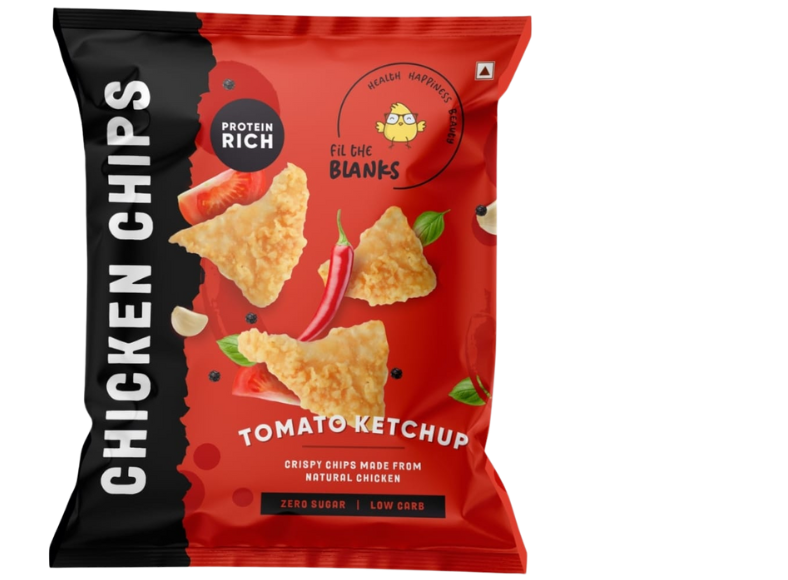 CHICKEN CHIPS
PROTEIN
RICH
HEALTH HAPPINESS BEAUTY
FiL tHE
BLANKS
TOMATO KETCHUP
CRISPY CHIPS MADE FROM
NATURAL CHICKEN
ZERO SUGAR | LOW CARB